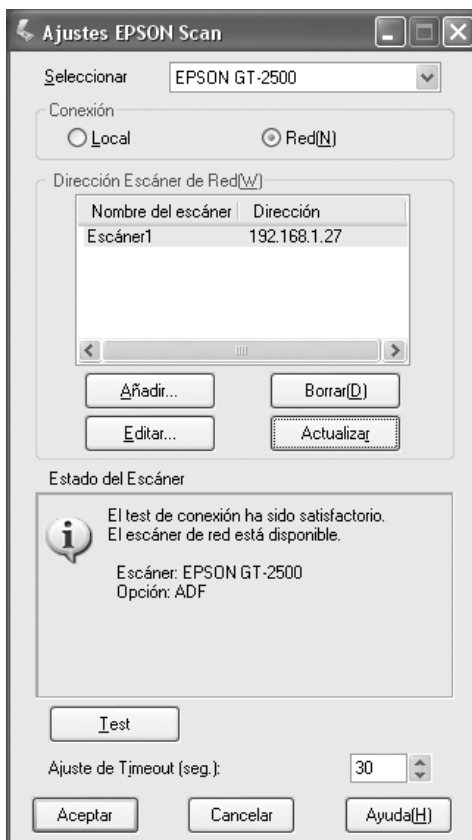 Ajustes EPSON Scan
Seleccionar EPSON GT-2500
Conexión
Local Red(N)
Dirección Escáner de Red(W)
Nombre del escáner Dirección
Escáner1 192.168.1.27
Añadir... Borrar(D)
Editar... Actualizar
Estado del Escáner
El test de conexión ha sido satisfactorio.
El escáner de red está disponible.
Escáner: EPSON GT-2500
Opción: ADF
Test
Ajuste de Timeout (seg.): 30
Aceptar Cancelar Ayuda(H)